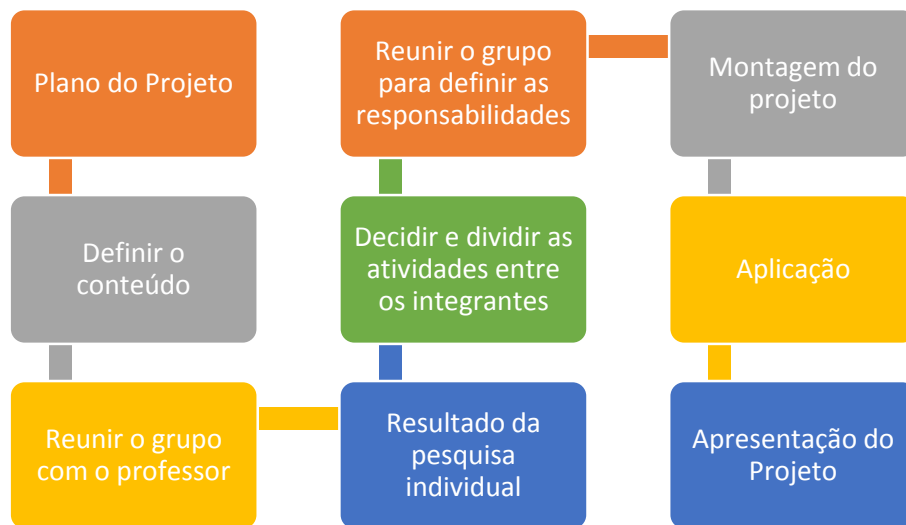 Plano do Projeto
Definir o
conteúdo
Reunir o grupo
com o professor
Resultado da
pesquisa
individual
Decidir e dividir as
atividades entre
os integrantes
Reunir o grupo
para definir as
responsabilidades
Montagem do
projeto
Aplicação
Apresentação do
Projeto